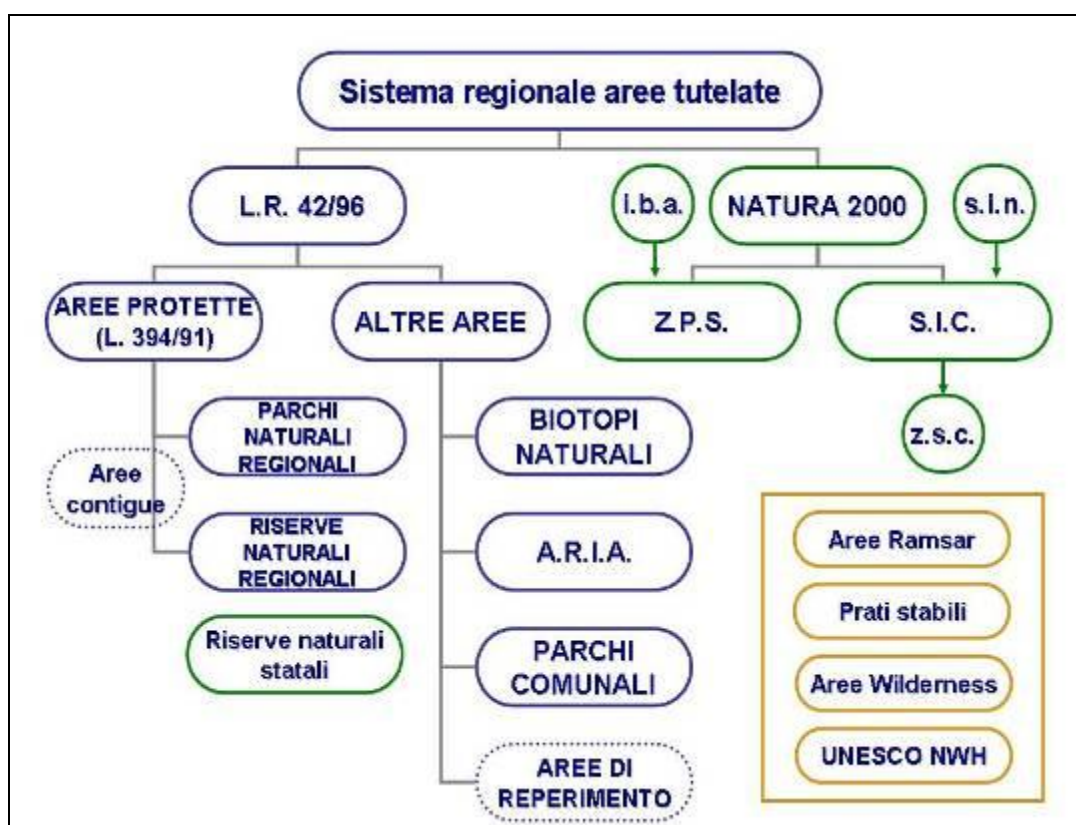 Sistema regionale aree tutelate
L.R. 42/96
i.b.a.
NATURA 2000
s.i.n.
AREE PROTETTE
(L. 394/91)
ALTRE AREE
Z.P.S.
S.I.C.
PARCHI
NATURALI
REGIONALI
BIOTOPI
NATURALI
z.s.c.
Aree
contigue
RISERVE
NATURALI
REGIONALI
A.R.I.A.
Riserve naturali
statali
PARCHI
COMUNALI
AREE DI
REPERIMENTO
Aree Ramsar
Prati stabili
Aree Wilderness
UNESCO NWH